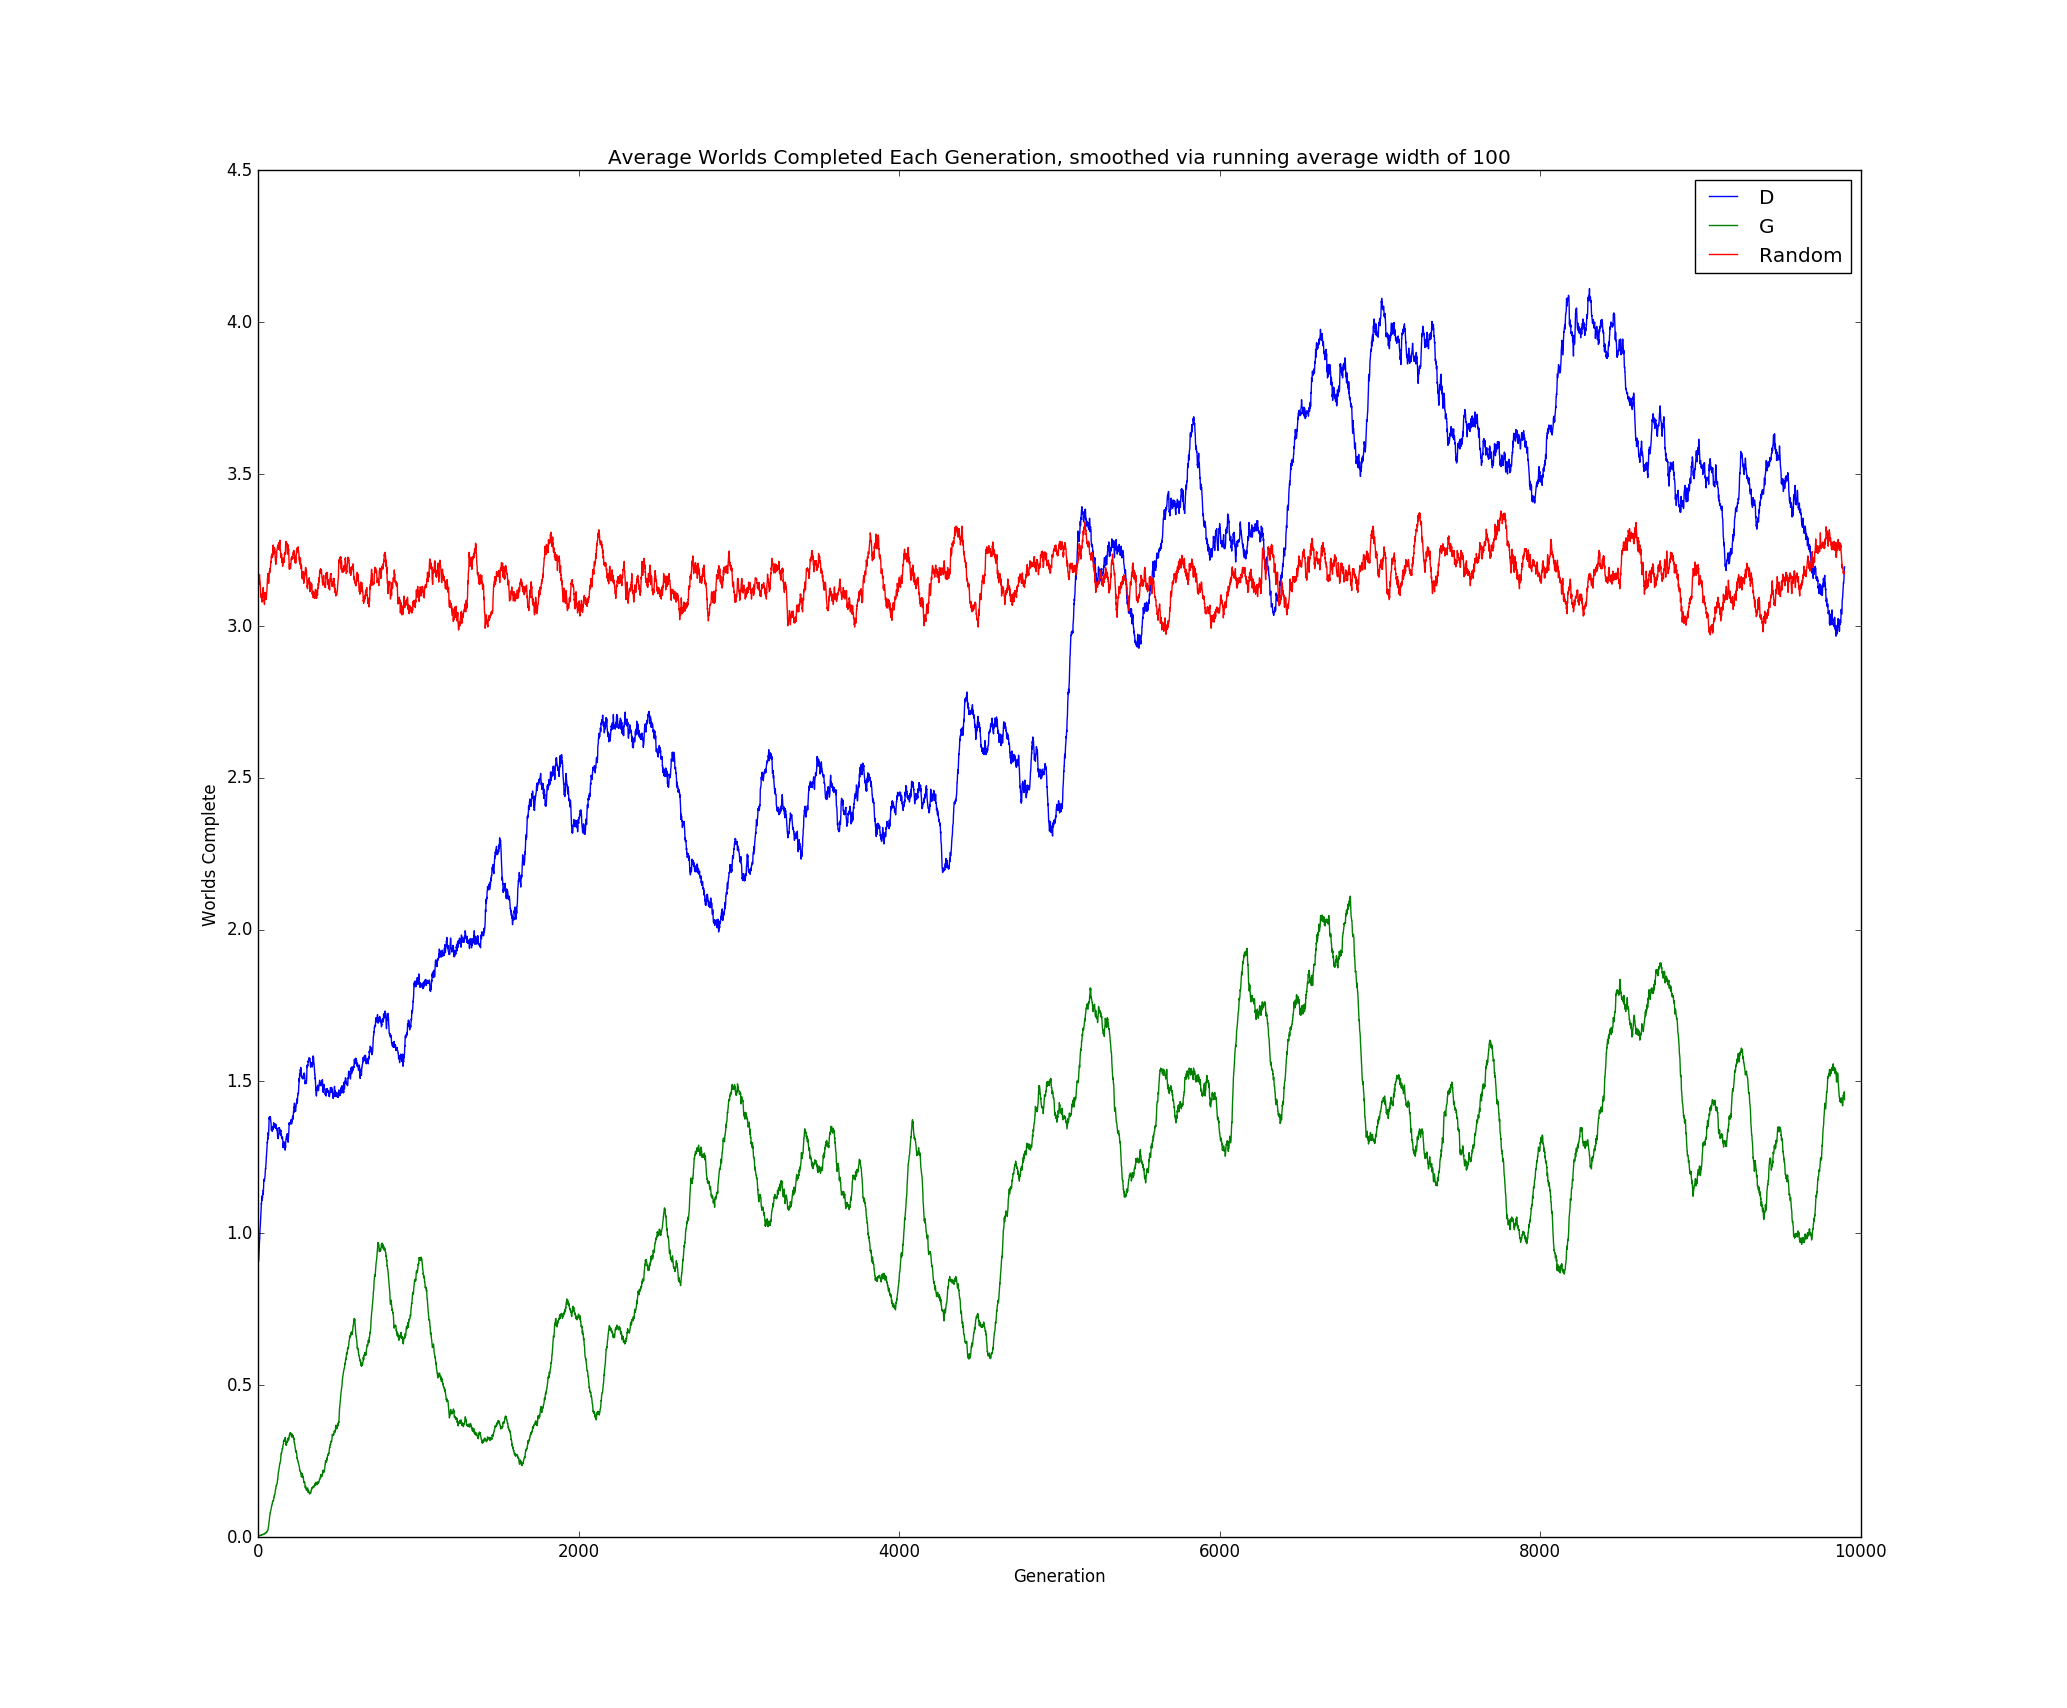 Average Worlds Completed Each Generation, smoothed via running average width of 100
4.5
4.0
3.5
3.0
2.5
2.0
1.5
1.0
0.5
0.0
Worlds Complete
D
G
Random
0
2000
4000
6000
8000
10000
Generation